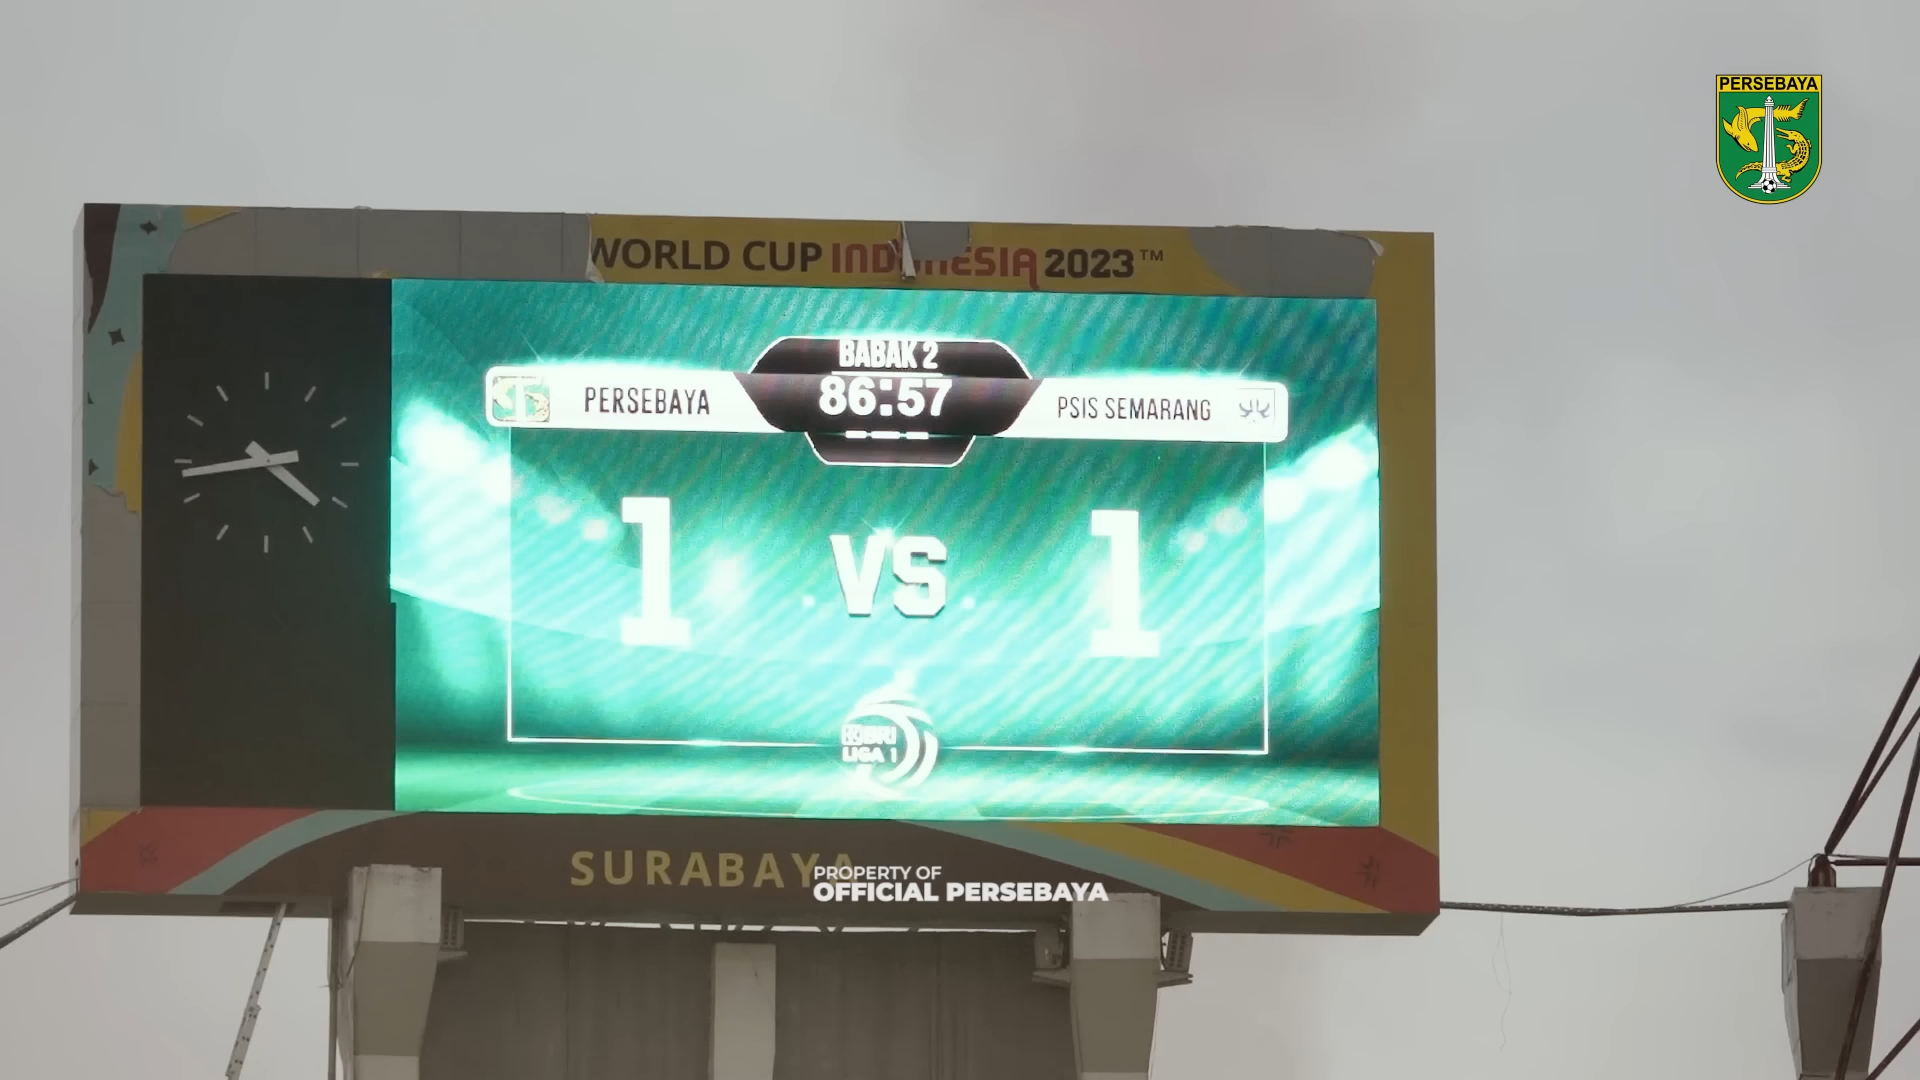 PERSEBAYA
WORLD CUP INDONESIA 2023™
BABAK 2
PERSEBAYA
86:57
PSIS SEMARANG
1 VS 1
BRI
LIGA 1
SURABAYA
PROPERTY OF
OFFICIAL PERSEBAYA